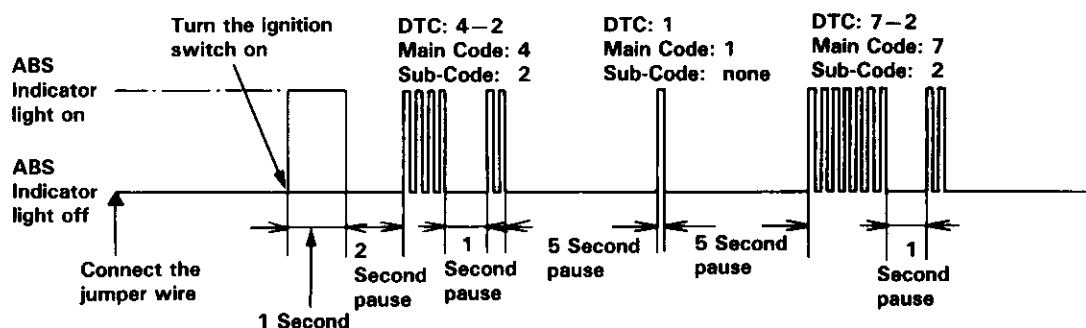 Turn the ignition
switch on
DTC: 4–2
Main Code: 4
Sub-Code: 2
DTC: 1
Main Code: 1
Sub-Code: none
DTC: 7–2
Main Code: 7
Sub-Code: 2
ABS
Indicator
light on
ABS
Indicator
light off
Connect the
jumper wire
1 Second
2
Second
pause
1
Second
pause
5 Second
pause
5 Second
pause
1
Second
pause